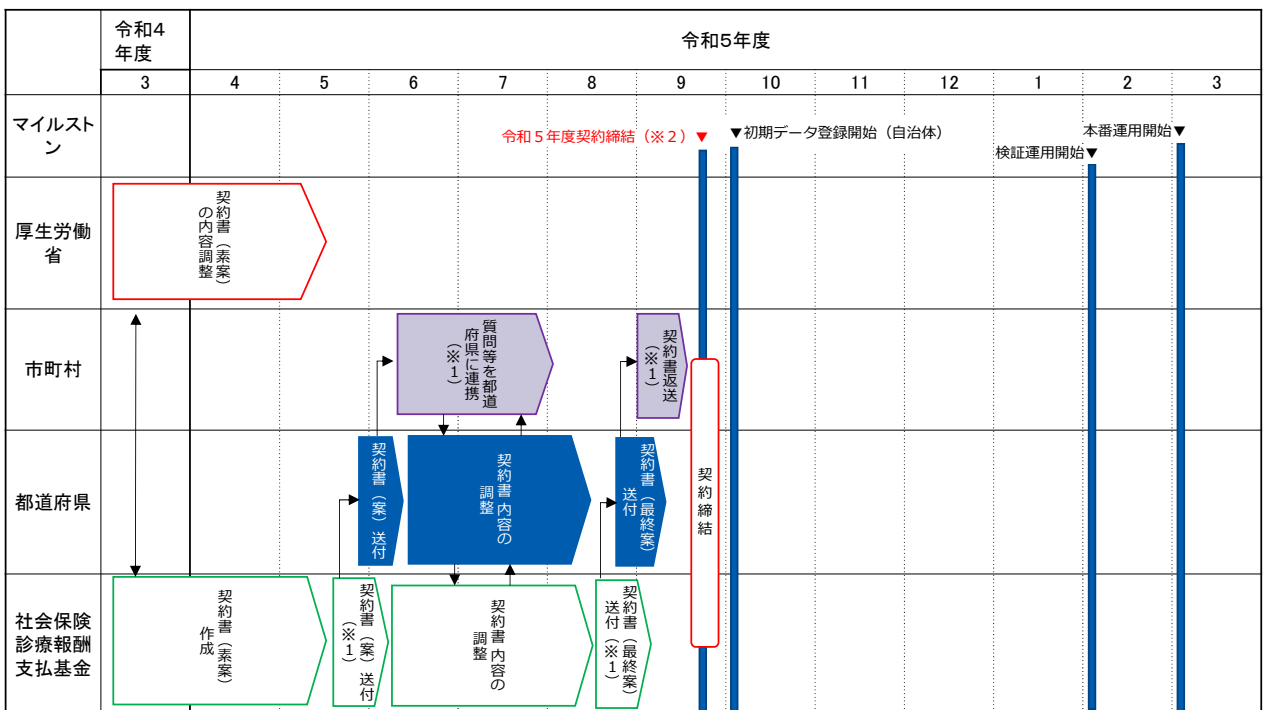 令和4
年度
令和5年度
3
4
5
6
7
8
9
10
11
12
1
2
3
マイルスト
ン
令和５年度契約締結（※２）▼
▼初期データ登録開始（自治体）
検証運用開始▼
本番運用開始▼
厚生労働
省
契約書（素案）
の内容調整
市町村
質問等を都道
府県に連携
（※１）
契約書返送
（※１）
都道府県
契約書（案）送付
契約書内容の
調整
契約書（最終案）
送付
契約締結
社会保険
診療報酬
支払基金
契約書（素案）
作成
契約書（案）送付
（※１）
契約書内容の
調整
契約書（最終案）
送付（※１）